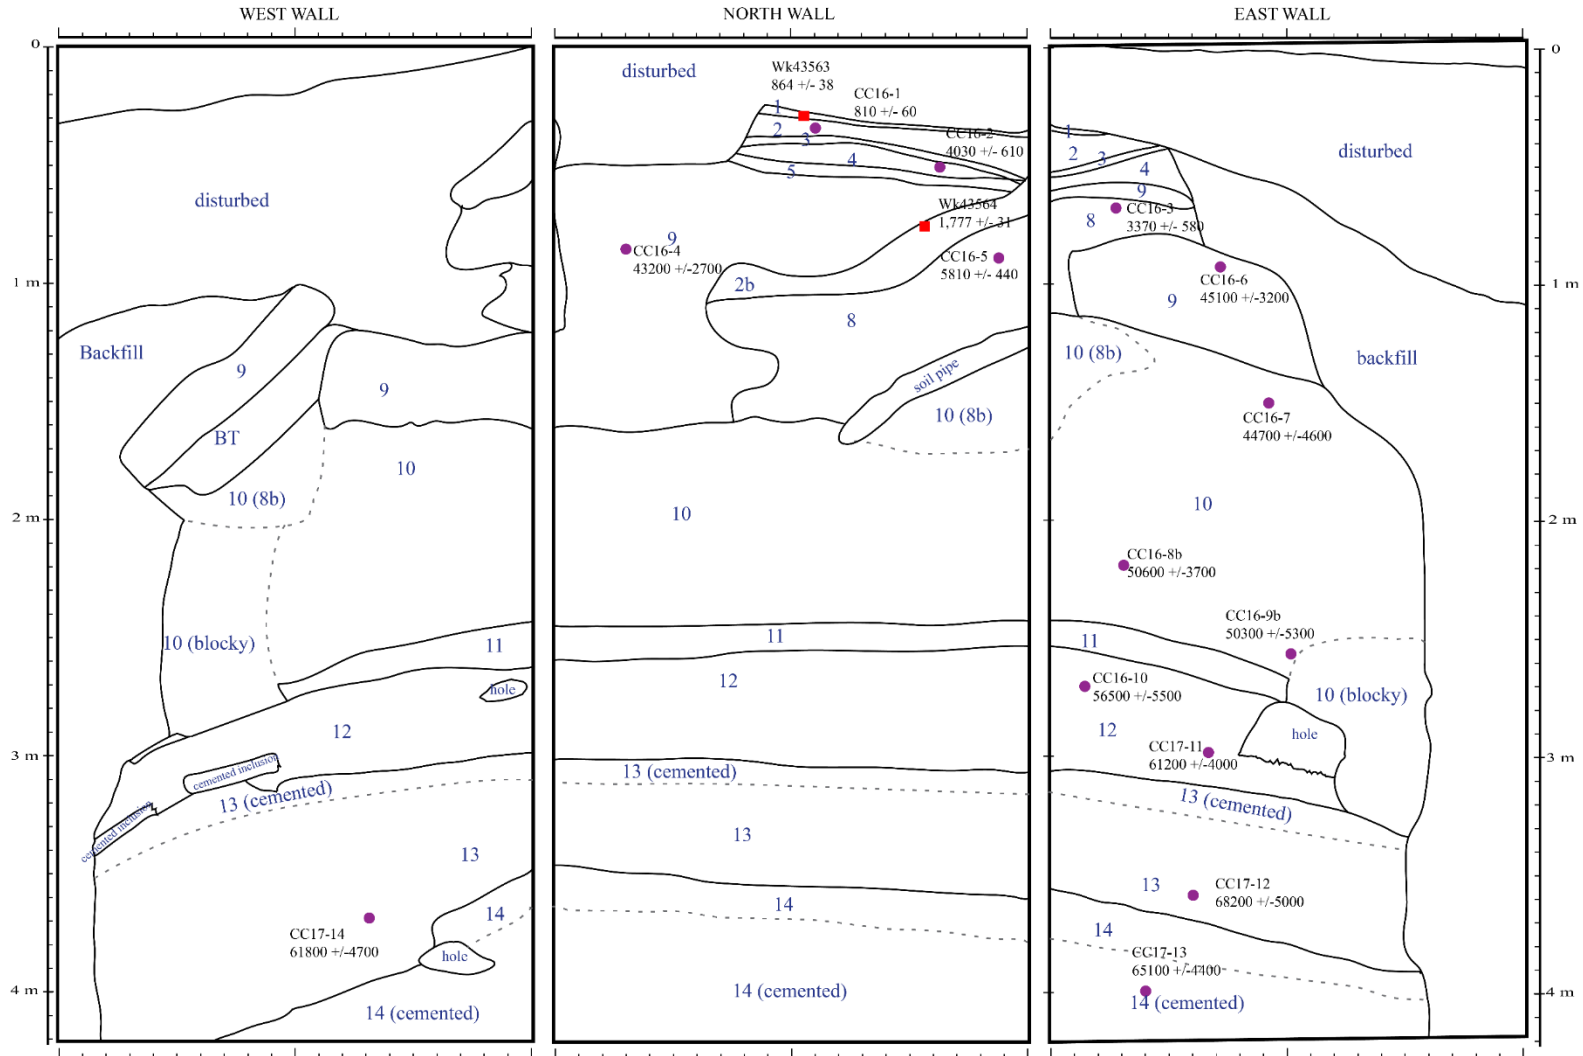 WEST WALL
NORTH WALL
EAST WALL
0
1 m
2 m
3 m
4 m
disturbed
Backfill
9
9
BT
10 (8b)
10
10 (blocky)
11
hole
12
cemented inclusion
cemented inclusion
13 (cemented)
13
14
CC17-14
61800 +/-4700
hole
14 (cemented)
disturbed
Wk43563
864 +/- 38
CC16-1
810 +/- 60
1
2
3
CC16-2
4030 +/- 610
4
5
Wk43564
1,777 +/- 31
9
CC16-4
43200 +/-2700
CC16-5
5810 +/- 440
2b
8
soil pipe
10 (8b)
10
11
12
13 (cemented)
13
14
14 (cemented)
1
2
3
4
9
8
CC16-3
3370 +/- 580
disturbed
CC16-6
45100 +/-3200
9
10 (8b)
backfill
CC16-7
44700 +/-4600
10
CC16-8b
50600 +/-3700
CC16-9b
50300 +/-5300
11
CC16-10
56500 +/-5500
10 (blocky)
12
hole
CC17-11
61200 +/-4000
13 (cemented)
13
CC17-12
68200 +/-5000
14
CC17-13
65100 +/-4400
14 (cemented)
0
1 m
2 m
3 m
4 m